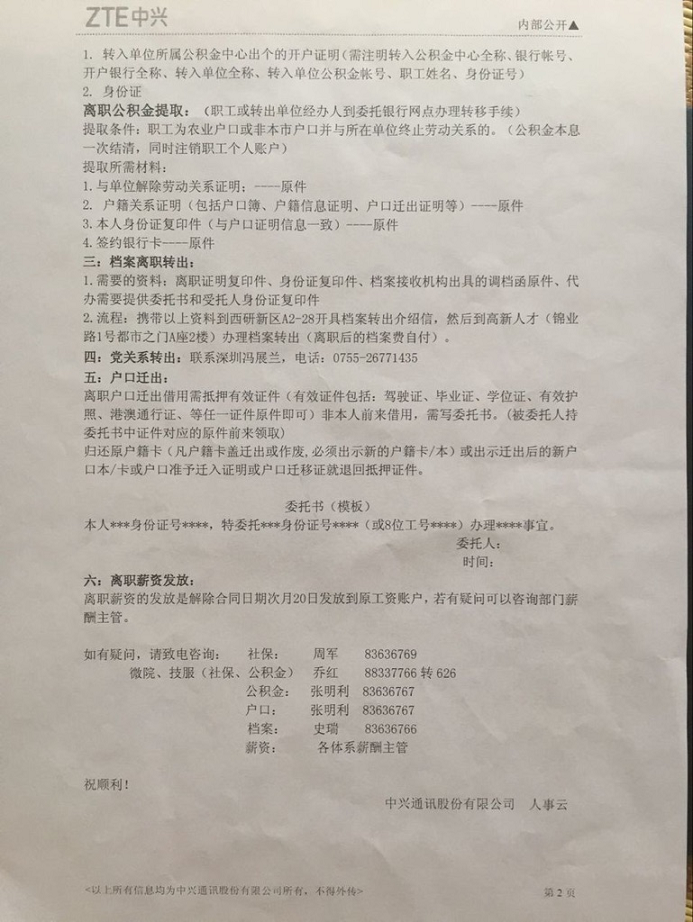 ZTE中兴
内部公开▲
1. 转入单位所属公积金中心出个的开户证明（需注明转入公积金中心全称、银行帐号、
开户银行全称、转入单位全称、转入单位公积金帐号、职工姓名、身份证号）
2. 身份证
离职公积金提取：（职工或转出单位经办人到委托银行网点办理转移手续）
提取条件：职工为农业户口或非本市户口并与所在单位终止劳动关系的。（公积金本息
一次结清，同时注销职工个人账户）
提取所需材料：
1.与单位解除劳动关系证明；----原件
2. 户籍关系证明（包括户口簿、户籍信息证明、户口迁出证明等）----原件
3.本人身份证复印件（与户口证明信息一致）----原件
4.签约银行卡----原件
三：档案离职转出：
1.需要的资料：离职证明复印件、身份证复印件、档案接收机构出具的调档函原件、代
办需要提供委托书和受托人身份证复印件
2.流程：携带以上资料到西研新区A2-28开具档案转出介绍信，然后到高新人才（锦业
路1号都市之门A座2楼）办理档案转出（离职后的档案费自付）。
四：党关系转出：联系深圳冯展兰，电话：0755-26771435
五：户口迁出：
离职户口迁出借用需抵押有效证件（有效证件包括：驾驶证、毕业证、学位证、有效护
照、港澳通行证、等任一证件原件即可）非本人前来借用，需写委托书。(被委托人持
委托书中证件对应的原件前来领取)
归还原户籍卡（凡户籍卡盖迁出或作废,必须出示新的户籍卡/本）或出示迁出后的新户
口本/卡或户口准予迁入证明或户口迁移证就退回抵押证件。
委托书（模板）
本人***身份证号****，特委托***身份证号****（或8位工号****）办理****事宜。
委托人：
时间：
六：离职薪资发放：
离职薪资的发放是解除合同日期次月20日发放到原工资账户，若有疑问可以咨询部门薪
酬主管。
如有疑问，请致电咨询： 社保： 周军 83636769
微院、技服（社保、公积金） 乔红 88337766 转 626
公积金： 张明利 83636767
户口： 张明利 83636767
档案： 史瑞 83636766
薪资： 各体系薪酬主管
祝顺利！
中兴通讯股份有限公司 人事云
<以上所有信息均为中兴通讯股份有限公司所有，不得外传>
第 2 页